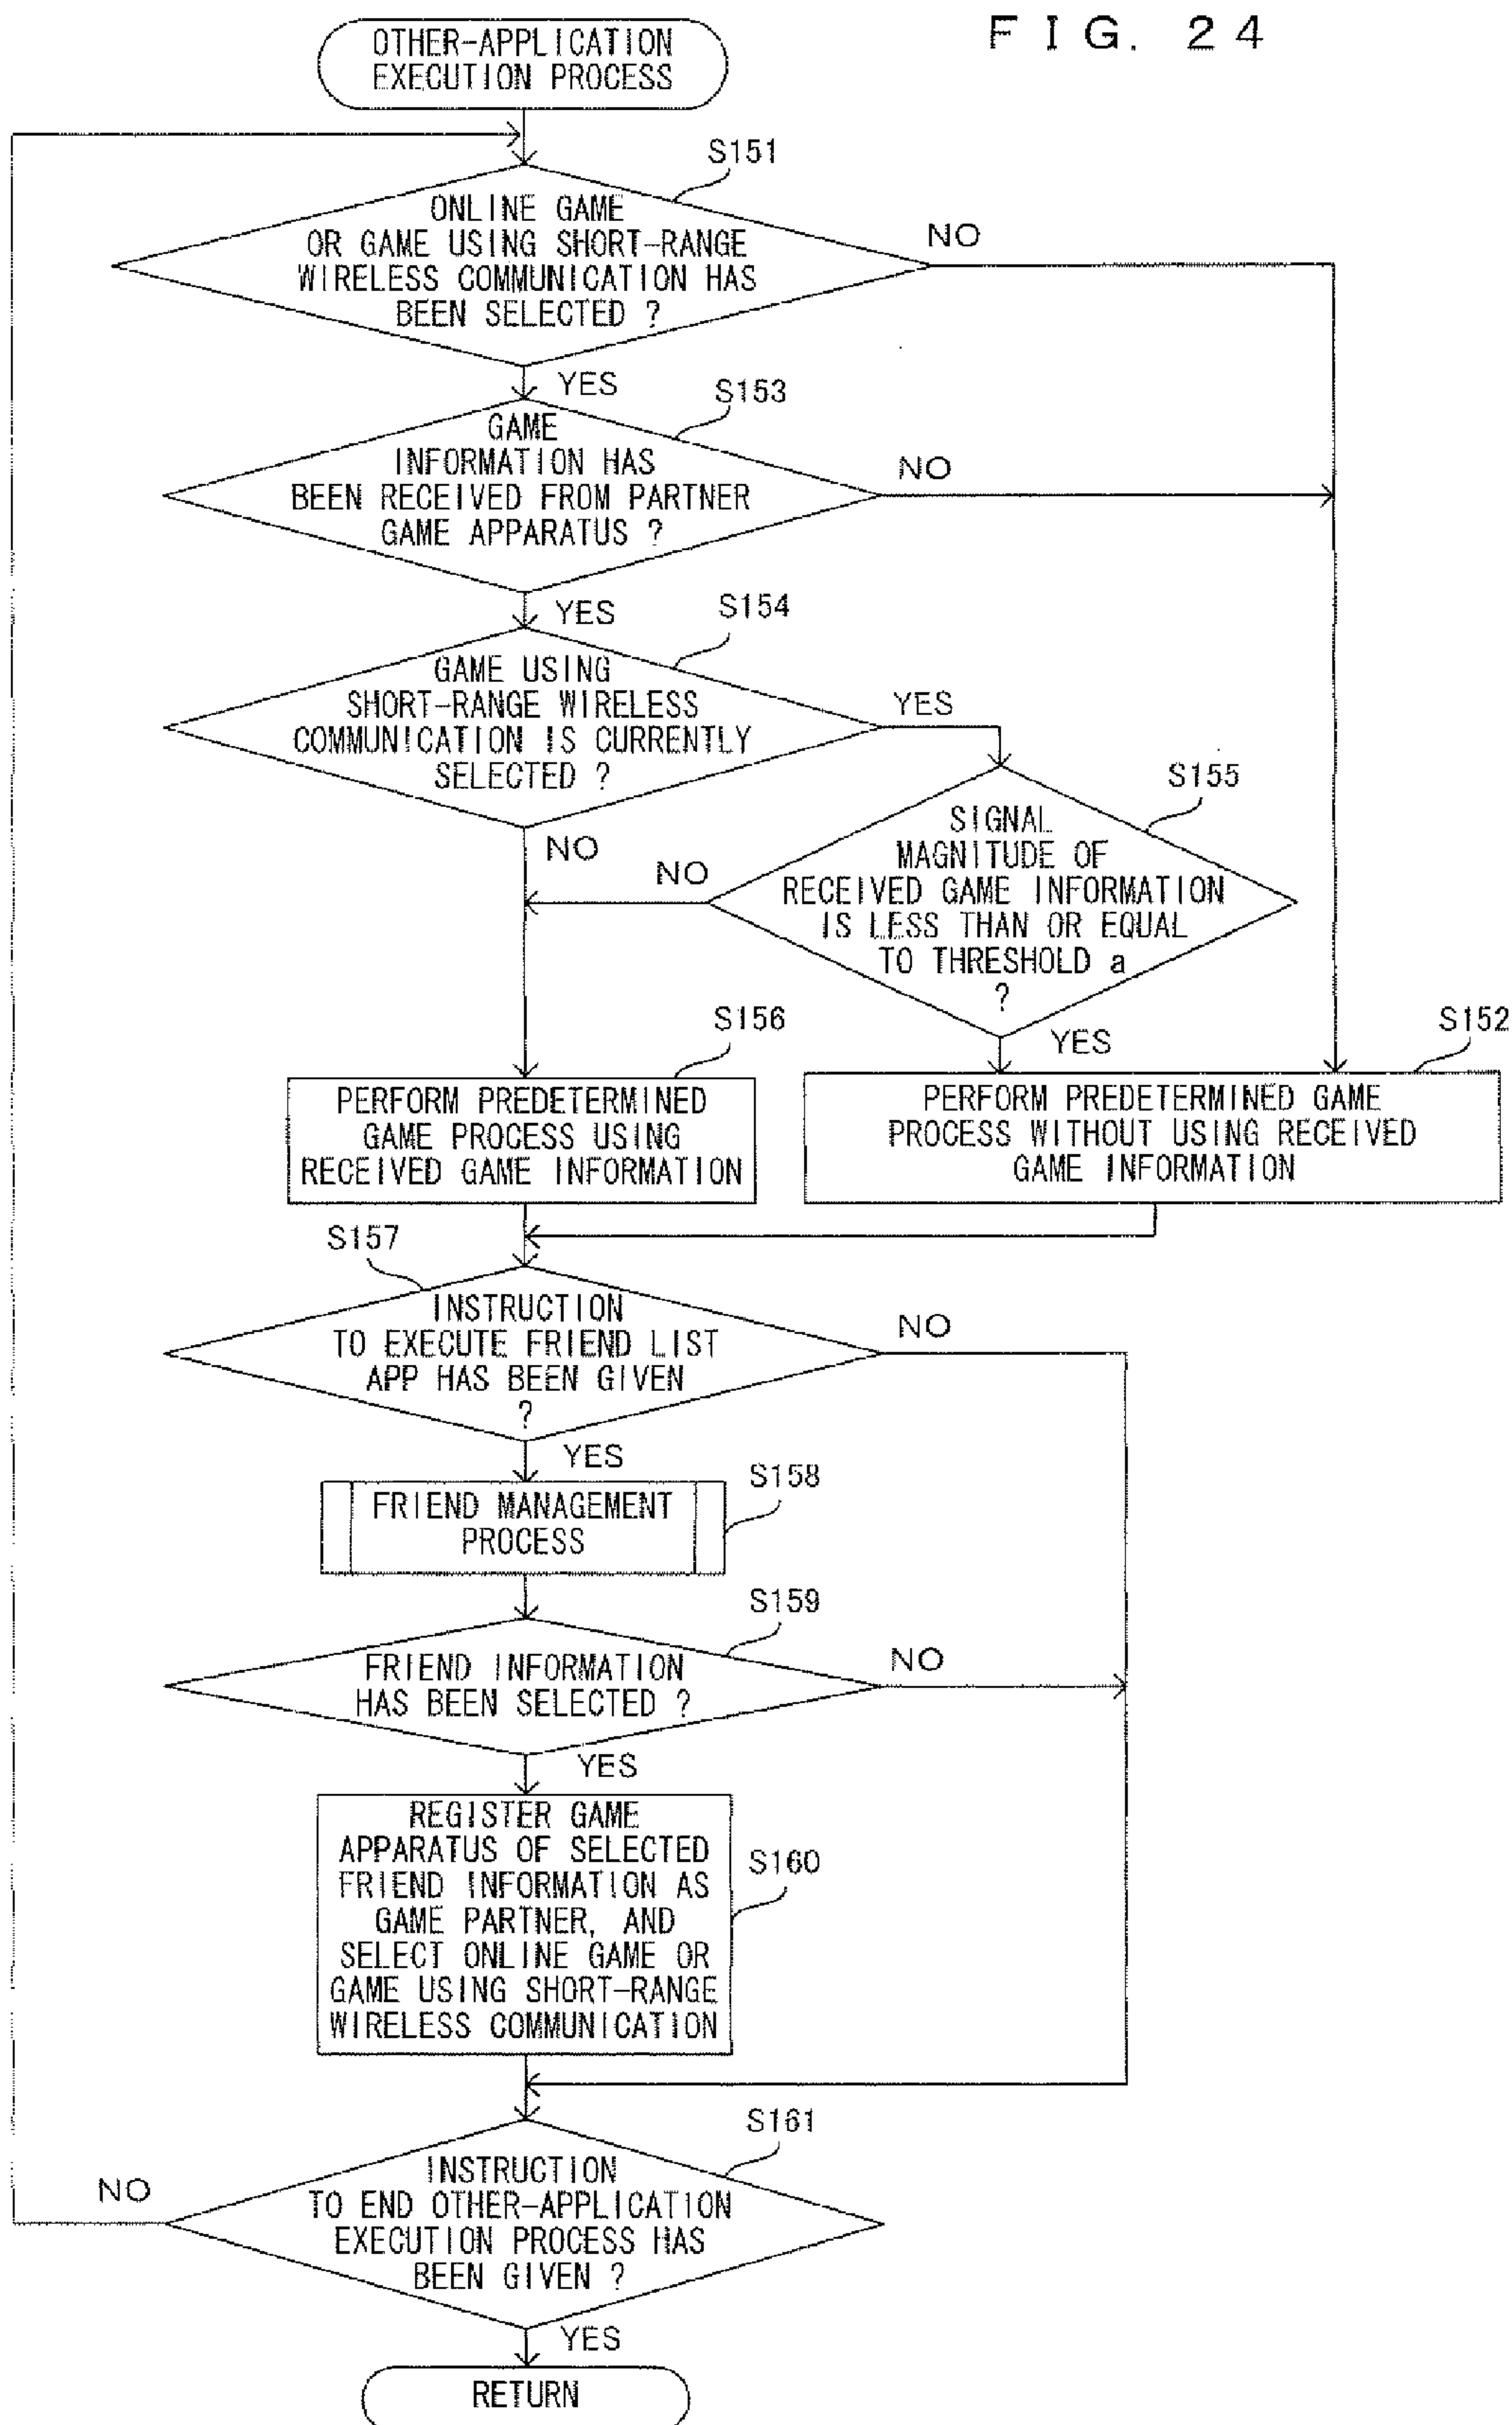 FIG. 24
OTHER-APPLICATION
EXECUTION PROCESS
S151
ONLINE GAME
OR GAME USING SHORT-RANGE
WIRELESS COMMUNICATION HAS
BEEN SELECTED ?
NO
YES
S153
GAME
INFORMATION HAS
BEEN RECEIVED FROM PARTNER
GAME APPARATUS ?
NO
YES
S154
GAME USING
SHORT-RANGE WIRELESS
COMMUNICATION IS CURRENTLY
SELECTED ?
YES
NO
S155
SIGNAL
MAGNITUDE OF
RECEIVED GAME INFORMATION
IS LESS THAN OR EQUAL
TO THRESHOLD a
?
NO
YES
S156
PERFORM PREDETERMINED
GAME PROCESS USING
RECEIVED GAME INFORMATION
S152
PERFORM PREDETERMINED GAME
PROCESS WITHOUT USING RECEIVED
GAME INFORMATION
S157
INSTRUCTION
TO EXECUTE FRIEND LIST
APP HAS BEEN GIVEN
?
NO
YES
S158
FRIEND MANAGEMENT
PROCESS
S159
FRIEND INFORMATION
HAS BEEN SELECTED ?
NO
YES
S160
REGISTER GAME
APPARATUS OF SELECTED
FRIEND INFORMATION AS
GAME PARTNER, AND
SELECT ONLINE GAME OR
GAME USING SHORT-RANGE
WIRELESS COMMUNICATION
S161
INSTRUCTION
TO END OTHER-APPLICATION
EXECUTION PROCESS HAS
BEEN GIVEN ?
NO
YES
RETURN